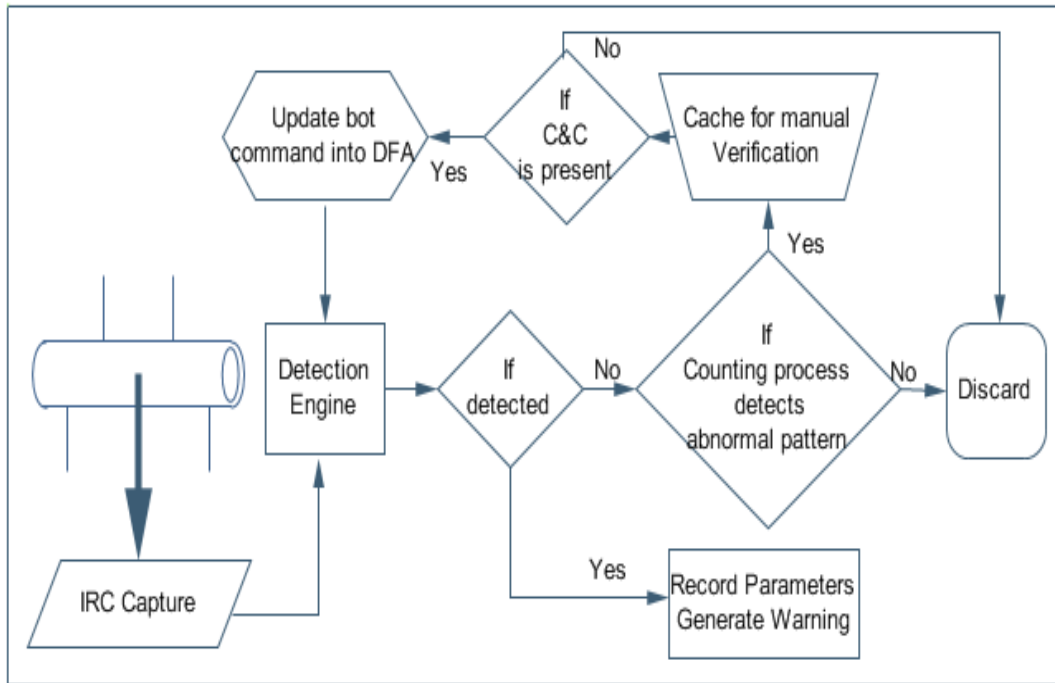 No
Update bot
command into DFA
Yes
If
C&C
is present
Cache for manual
Verification
Yes
Detection
Engine
If
detected
No
If
Counting process
detects
abnormal pattern
No
Discard
IRC Capture
Yes
Record Parameters
Generate Warning